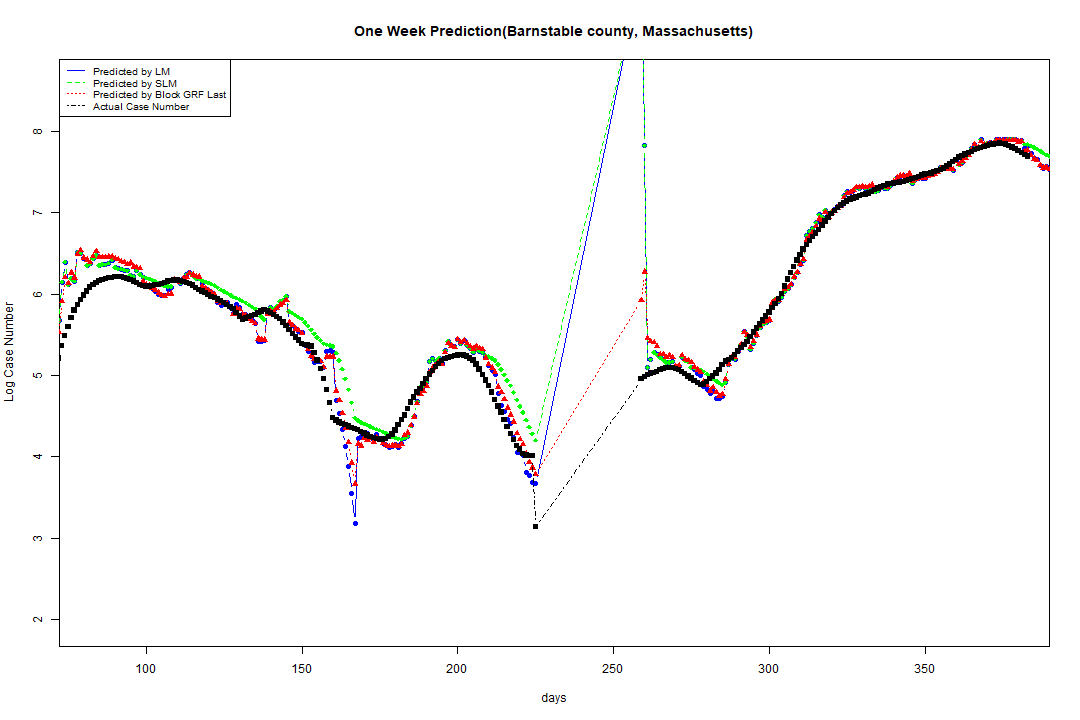 One Week Prediction(Barnstable county, Massachusetts)
Predicted by LM
Predicted by SLM
Predicted by Block GRF Last
Actual Case Number
8
7
6
5
4
3
2
Log Case Number
100 150 200 250 300 350
days